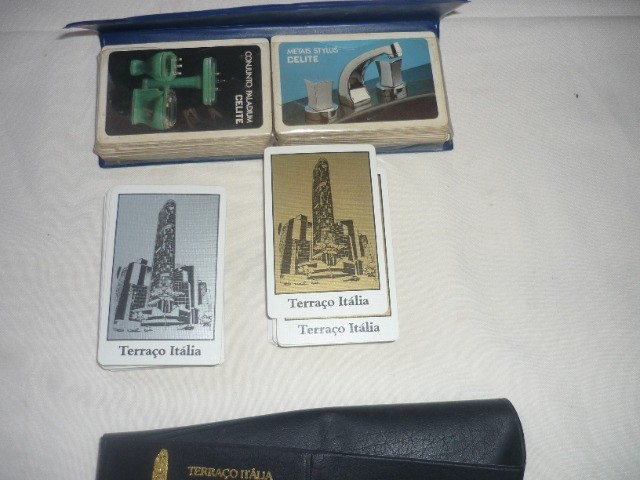 CONJUNTO PALADIUM
CELITE
METAIS STYLUS
CELITE
Terraço Itália
Terraço Itália
Terraço Itália
TERRAÇO ITÁLIA